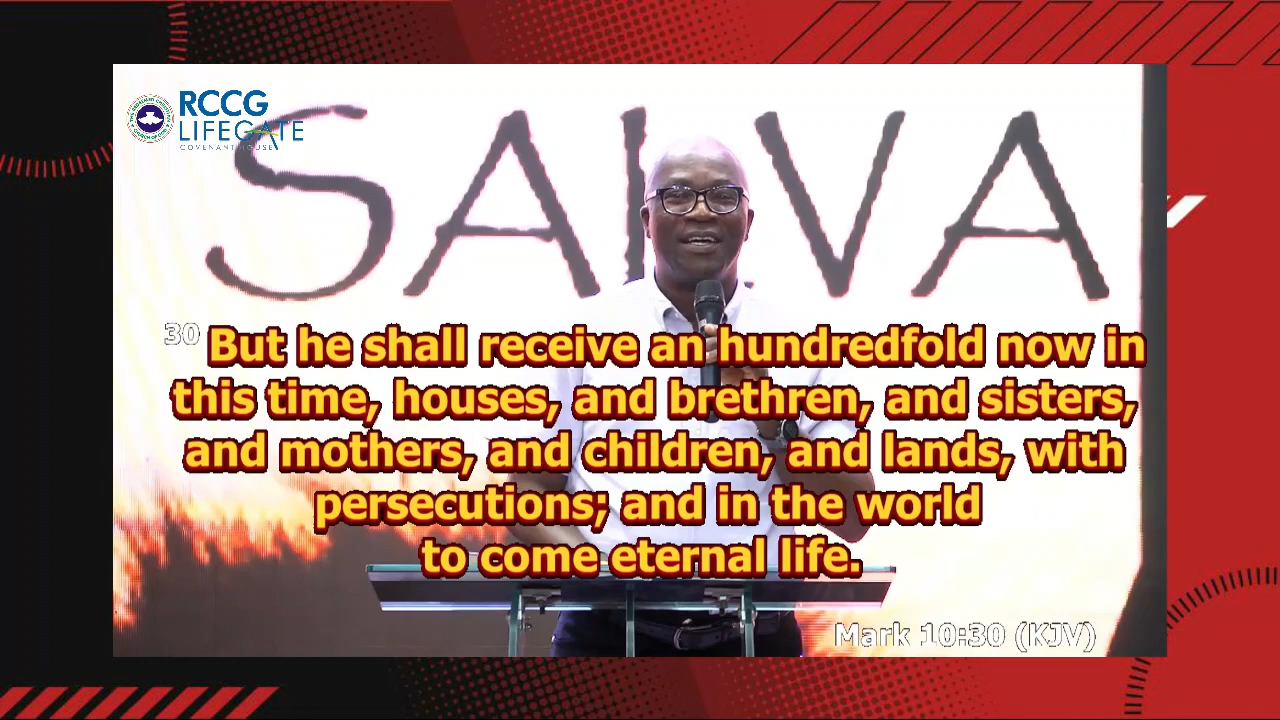 RCCG
LIFEGATE
COVENANT HOUSE
SALVA
30 But he shall receive an hundredfold now in
this time, houses, and brethren, and sisters,
and mothers, and children, and lands, with
persecutions; and in the world
to come eternal life.
Mark 10:30 (KJV)